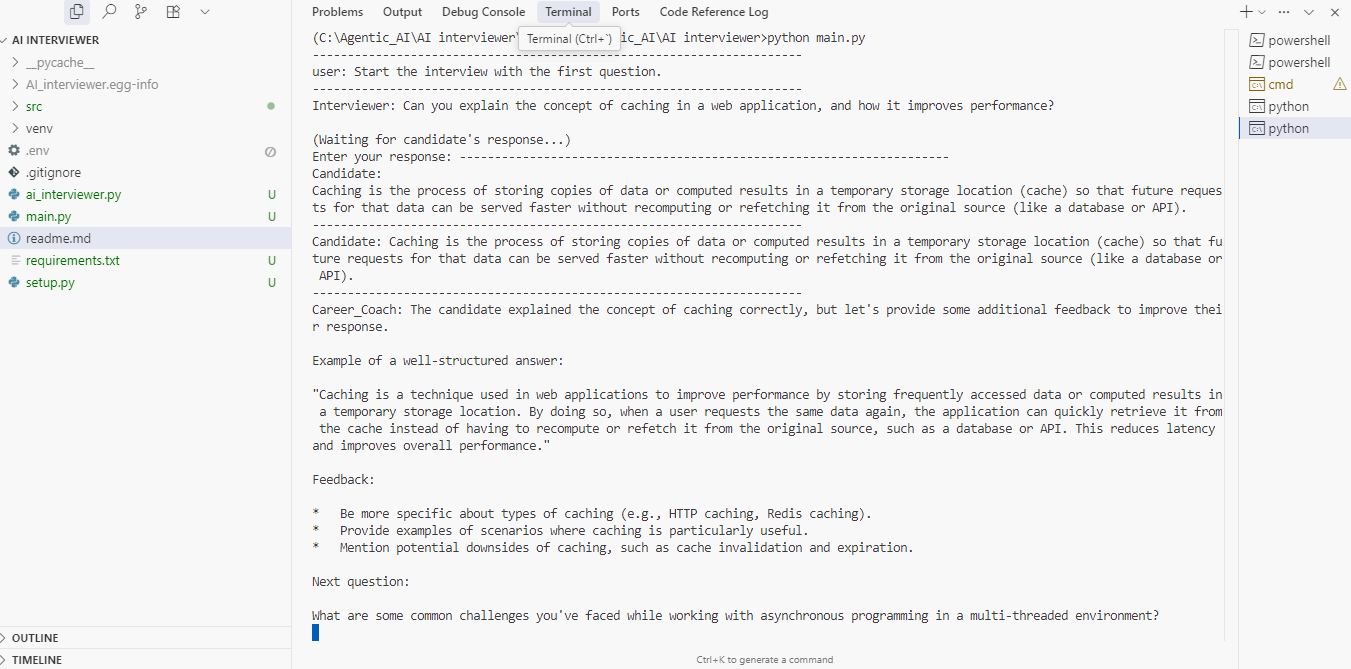 Problems Output Debug Console Terminal Ports Code Reference Log
AI INTERVIEWER
__pycache__
AI_interviewer.egg-info
src
venv
.env
.gitignore
ai_interviewer.py U
main.py U
readme.md
requirements.txt U
setup.py U
OUTLINE
TIMELINE
Terminal (Ctrl+`)
(C:\Agentic_AI\AI interviewer\ ic_AI\AI interviewer>python main.py
----------------------------------------------------------------------
user: Start the interview with the first question.
----------------------------------------------------------------------
Interviewer: Can you explain the concept of caching in a web application, and how it improves performance?
(Waiting for candidate's response...)
Enter your response: ----------------------------------------------------------------------
Candidate:
Caching is the process of storing copies of data or computed results in a temporary storage location (cache) so that future reques
ts for that data can be served faster without recomputing or refetching it from the original source (like a database or API).
----------------------------------------------------------------------
Candidate: Caching is the process of storing copies of data or computed results in a temporary storage location (cache) so that fu
ture requests for that data can be served faster without recomputing or refetching it from the original source (like a database or
API).
----------------------------------------------------------------------
Career_Coach: The candidate explained the concept of caching correctly, but let's provide some additional feedback to improve thei
r response.
Example of a well-structured answer:
"Caching is a technique used in web applications to improve performance by storing frequently accessed data or computed results in
a temporary storage location. By doing so, when a user requests the same data again, the application can quickly retrieve it from
the cache instead of having to recompute or refetch it from the original source, such as a database or API. This reduces latency
and improves overall performance."
Feedback:
* Be more specific about types of caching (e.g., HTTP caching, Redis caching).
* Provide examples of scenarios where caching is particularly useful.
* Mention potential downsides of caching, such as cache invalidation and expiration.
Next question:
What are some common challenges you've faced while working with asynchronous programming in a multi-threaded environment?
Ctrl+K to generate a command
powershell
powershell
cmd
python
python